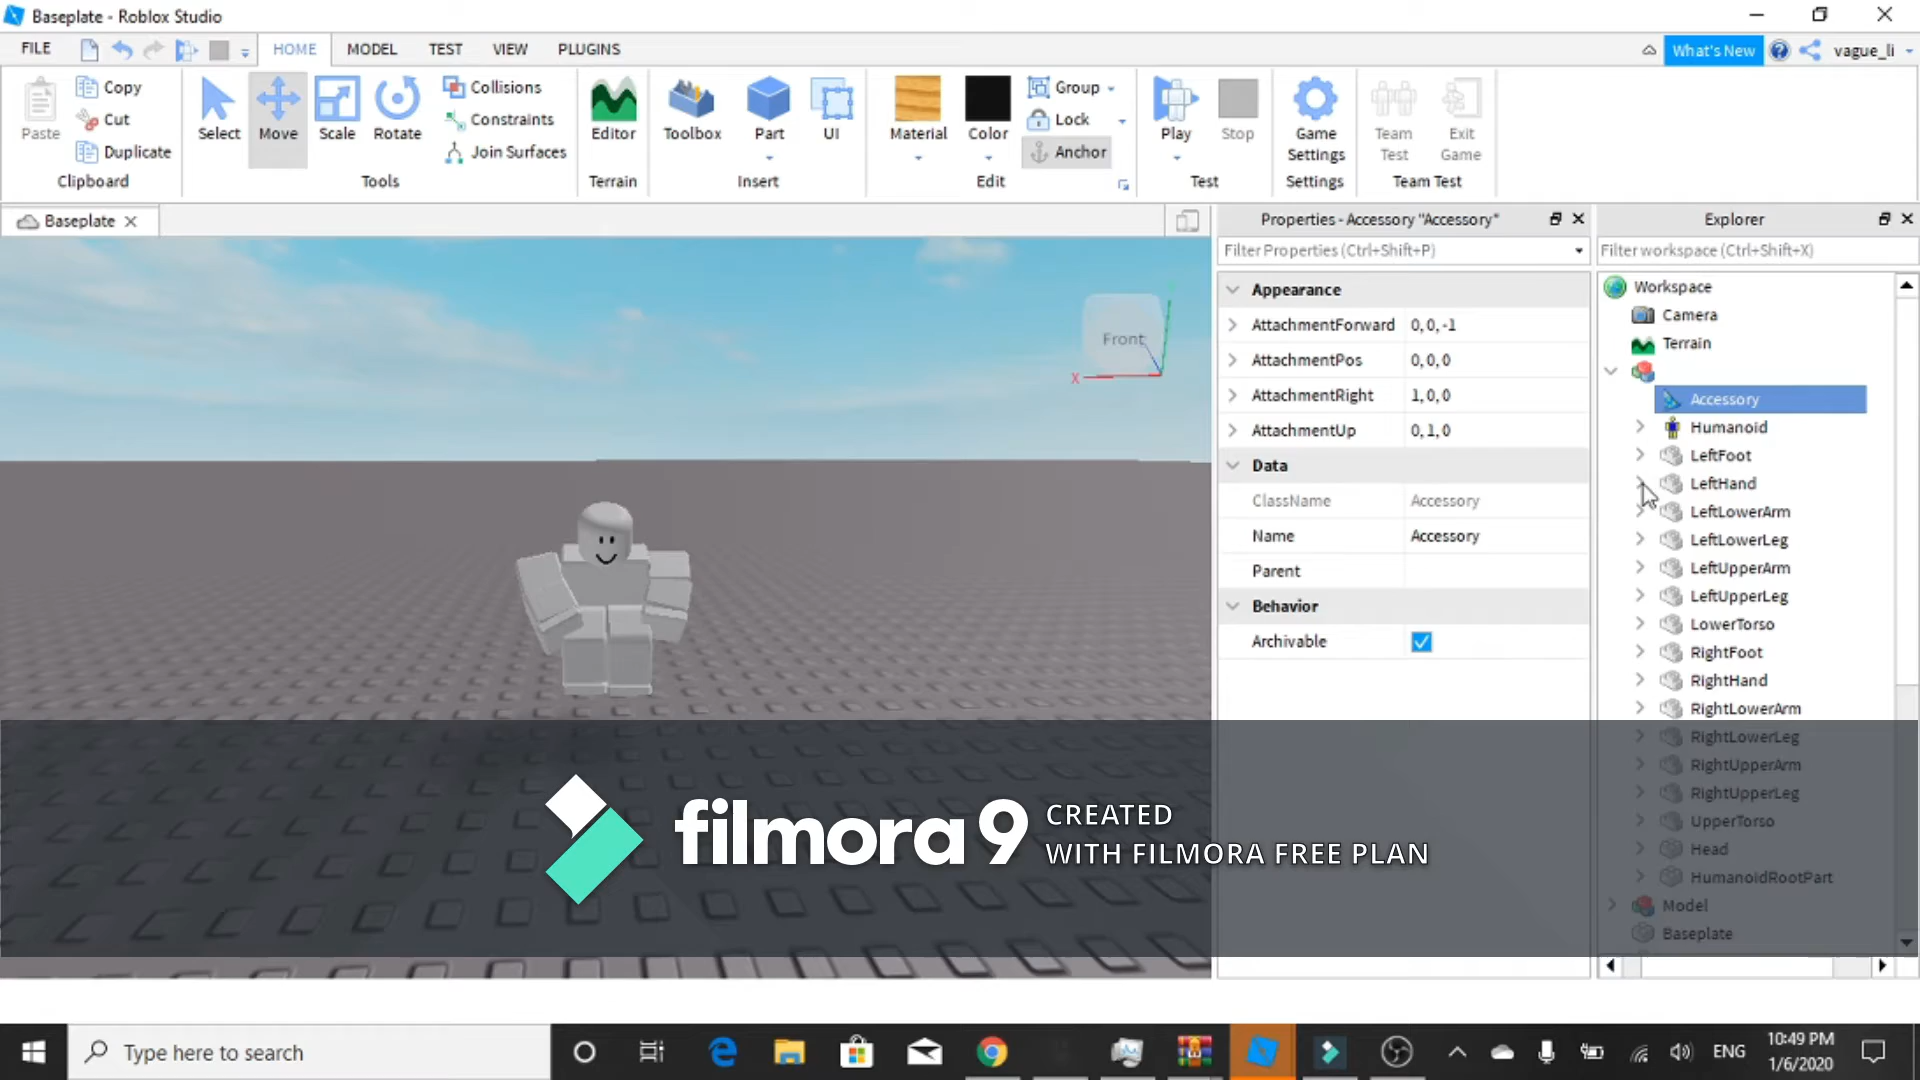 Baseplate - Roblox Studio
FILE
HOME
MODEL
TEST
VIEW
PLUGINS
What's New
vague_li
Paste
Copy
Cut
Duplicate
Clipboard
Select
Move
Scale
Rotate
Collisions
Constraints
Join Surfaces
Tools
Editor
Terrain
Toolbox
Part
UI
Insert
Material
Color
Group
Lock
Anchor
Edit
Play
Stop
Test
Game Settings
Settings
Team Test
Exit Game
Team Test
Baseplate
Front
X
Properties - Accessory "Accessory"
Filter Properties (Ctrl+Shift+P)
Appearance
AttachmentForward 0, 0, -1
AttachmentPos 0, 0, 0
AttachmentRight 1, 0, 0
AttachmentUp 0, 1, 0
Data
ClassName Accessory
Name Accessory
Parent
Behavior
Archivable
Explorer
Filter workspace (Ctrl+Shift+X)
Workspace
Camera
Terrain
Accessory
Humanoid
LeftFoot
LeftHand
LeftLowerArm
LeftLowerLeg
LeftUpperArm
LeftUpperLeg
LowerTorso
RightFoot
RightHand
RightLowerArm
RightLowerLeg
RightUpperArm
RightUpperLeg
UpperTorso
Head
HumanoidRootPart
Model
Baseplate
filmora 9
CREATED
WITH FILMORA FREE PLAN
Type here to search
ENG
10:49 PM
1/6/2020